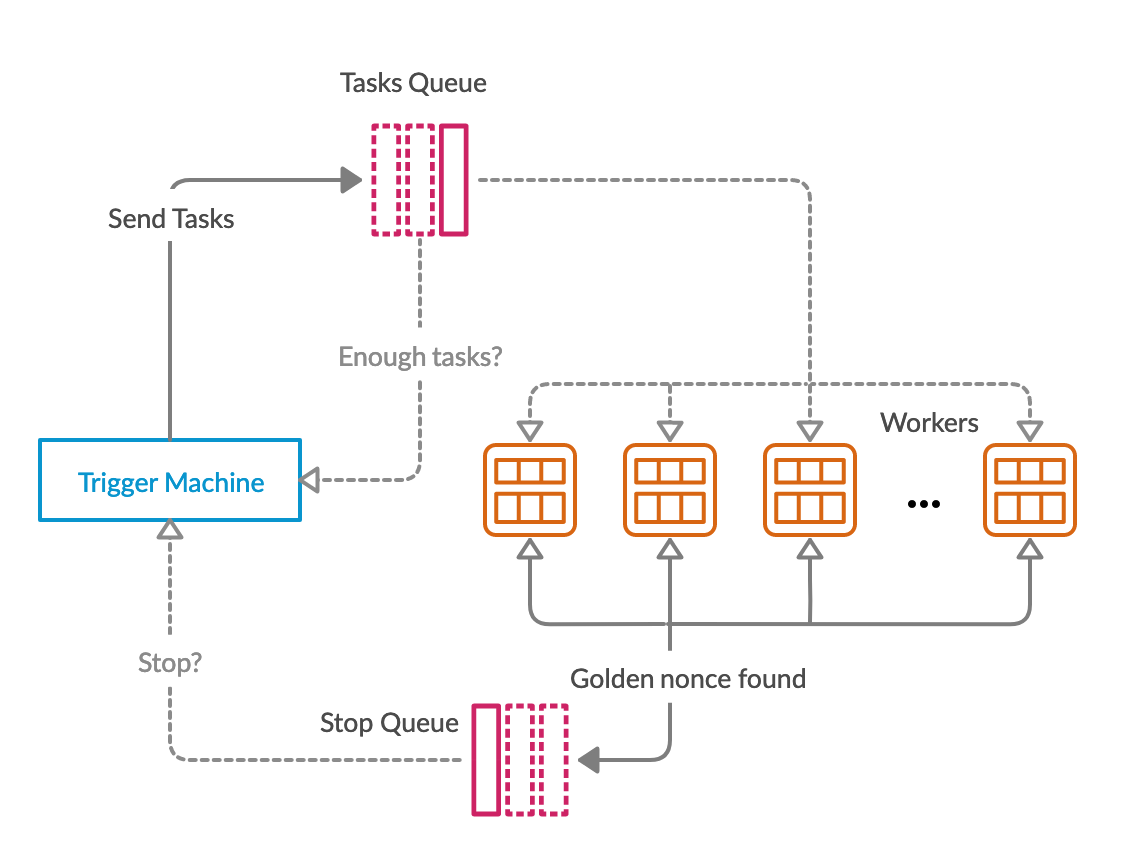 Tasks Queue
Send Tasks
Enough tasks?
Workers
Trigger Machine
...
Stop?
Golden nonce found
Stop Queue